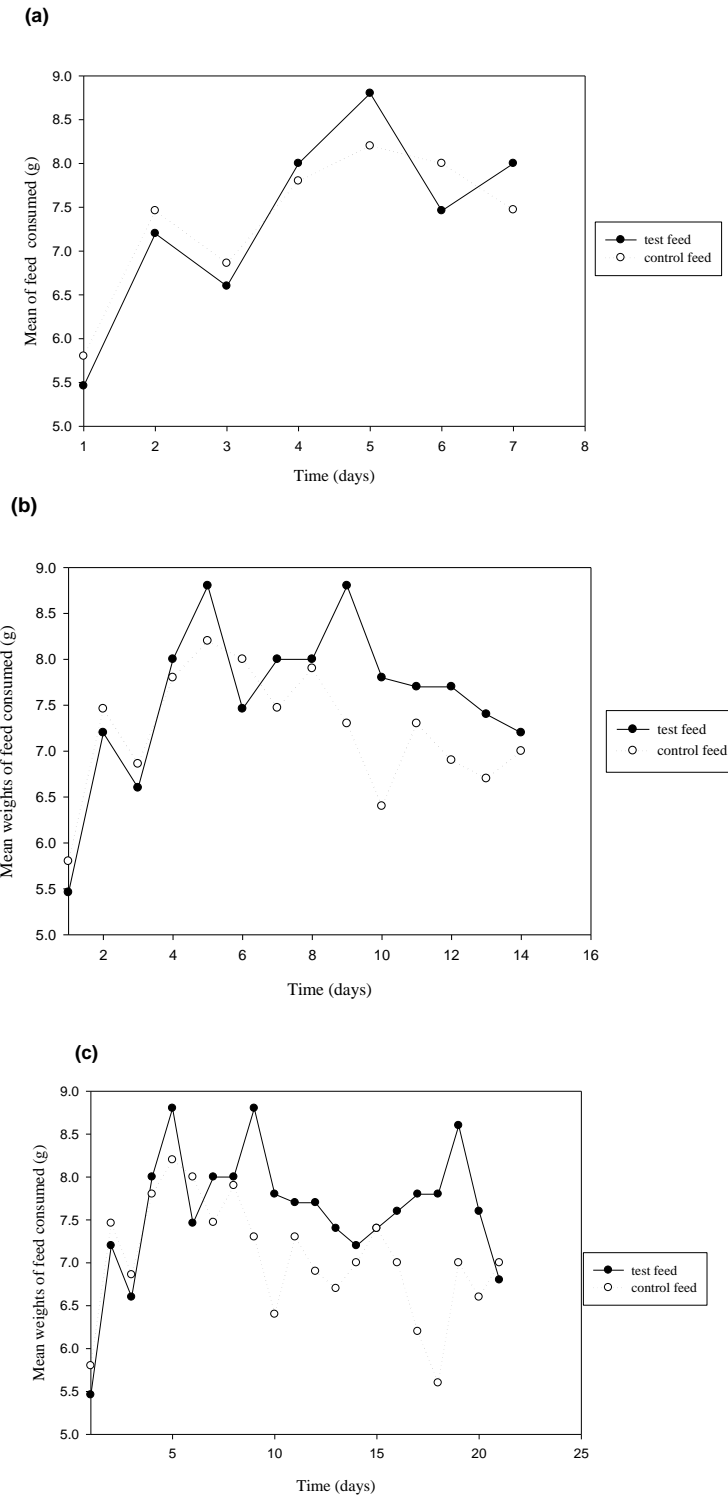 (a)
9.0
8.5
8.0
7.5
7.0
6.5
6.0
5.5
5.0
Mean of feed consumed (g)
1 2 3 4 5 6 7 8
Time (days)
test feed
control feed
(b)
9.0
8.5
8.0
7.5
7.0
6.5
6.0
5.5
5.0
Mean weights of feed consumed (g)
2 4 6 8 10 12 14 16
Time (days)
test feed
control feed
(c)
9.0
8.5
8.0
7.5
7.0
6.5
6.0
5.5
5.0
Mean weights of feed consumed (g)
5 10 15 20 25
Time (days)
test feed
control feed